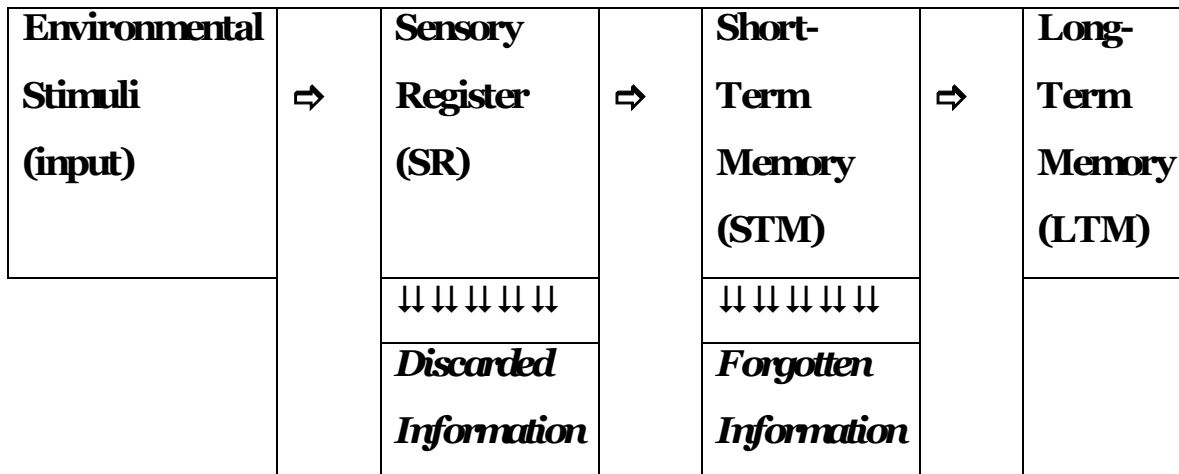 Environmental
Stimuli
(input)
⇨
Sensory
Register
(SR)
⇨
Short-
Term
Memory
(STM)
⇨
Long-
Term
Memory
(LTM)
⇊⇊⇊⇊⇊
Discarded
Information
⇊⇊⇊⇊⇊
Forgotten
Information